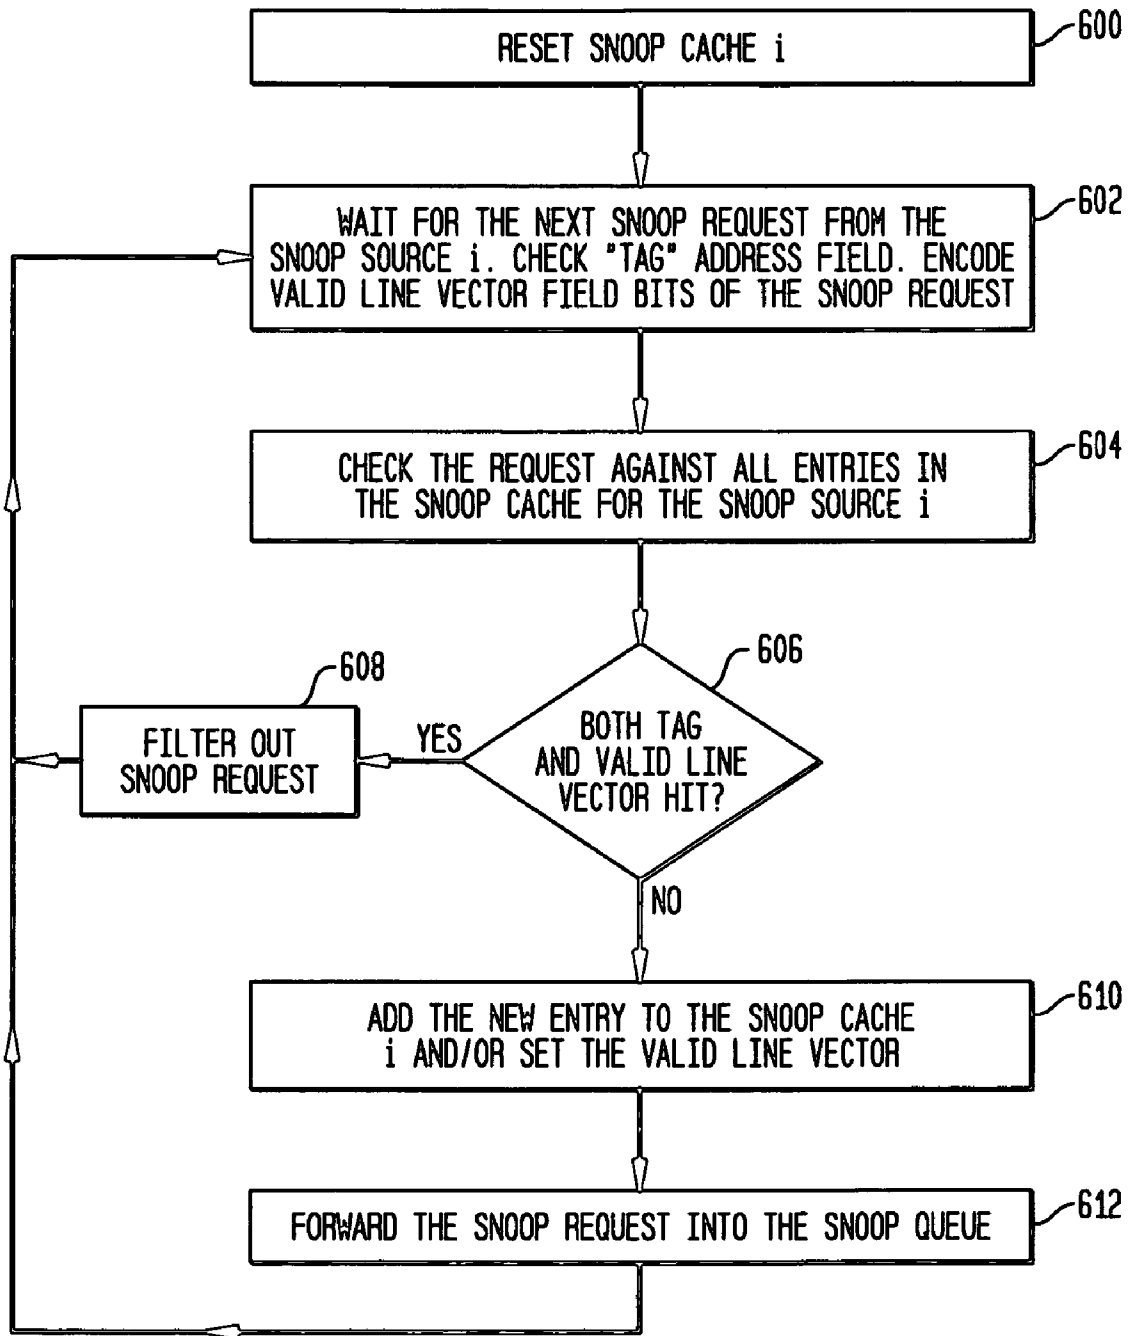 RESET SNOOP CACHE i
600
WAIT FOR THE NEXT SNOOP REQUEST FROM THE
SNOOP SOURCE i. CHECK "TAG" ADDRESS FIELD. ENCODE
VALID LINE VECTOR FIELD BITS OF THE SNOOP REQUEST
602
CHECK THE REQUEST AGAINST ALL ENTRIES IN
THE SNOOP CACHE FOR THE SNOOP SOURCE i
604
BOTH TAG
AND VALID LINE
VECTOR HIT?
606
YES
FILTER OUT
SNOOP REQUEST
608
NO
ADD THE NEW ENTRY TO THE SNOOP CACHE
i AND/OR SET THE VALID LINE VECTOR
610
FORWARD THE SNOOP REQUEST INTO THE SNOOP QUEUE
612